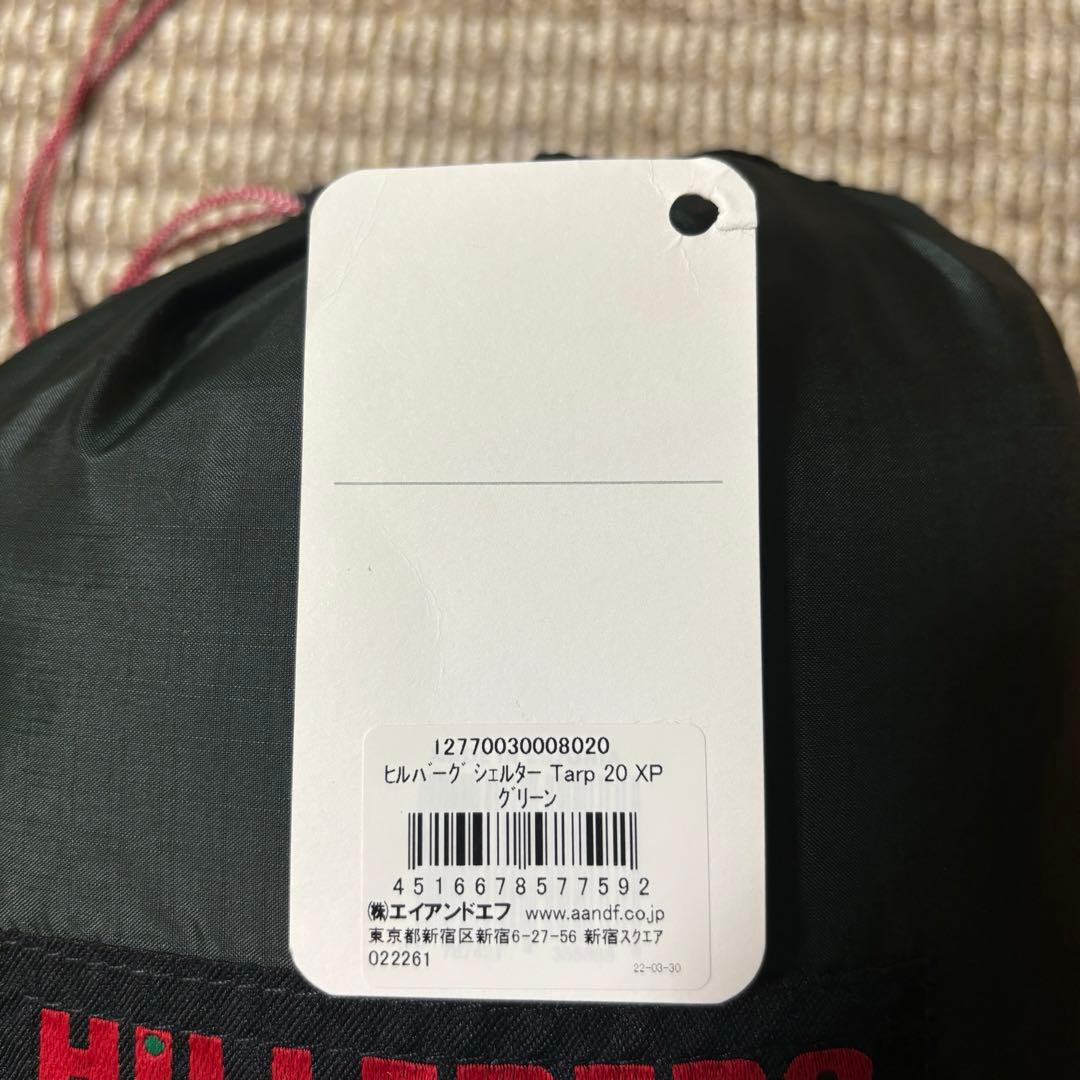 12770030008020
ﾋﾙﾊﾞｰｸﾞ ｼｪﾙﾀｰ Tarp 20 XP
ｸﾞﾘｰﾝ
4516678577592
㈱エイアンドエフ www.aandf.co.jp
東京都新宿区新宿6-27-56 新宿スクエア
022261
22-03-30
HILLEBERG